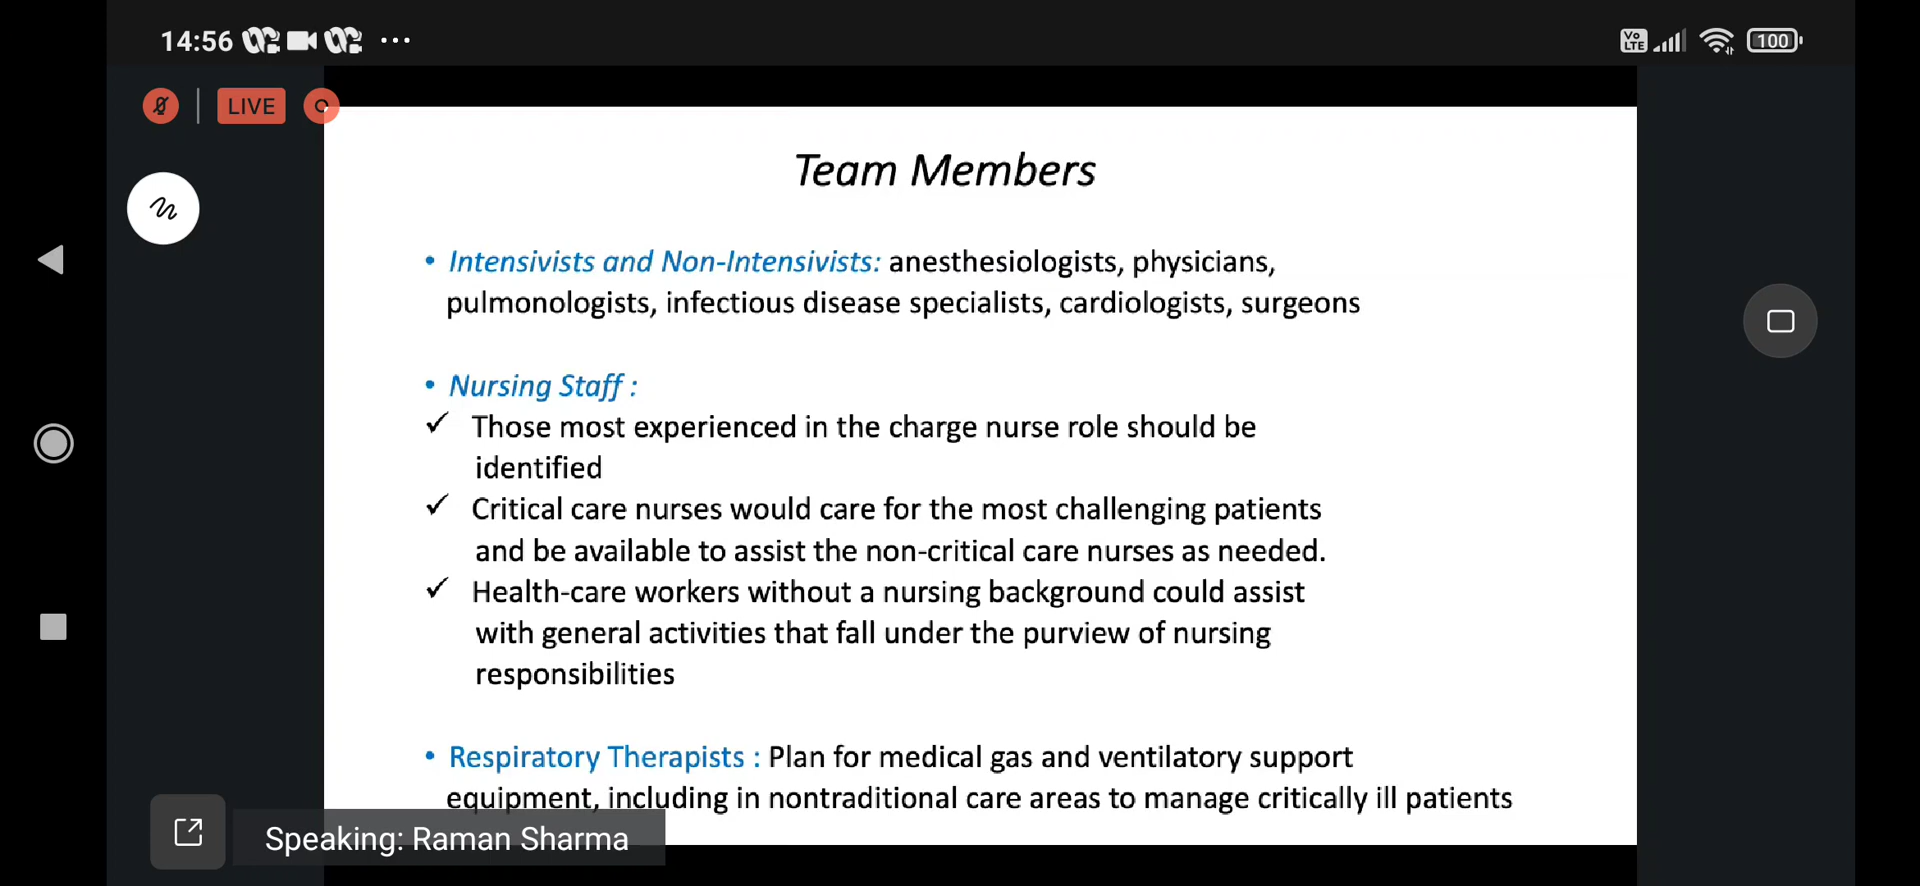 14:56
Vo LTE
100
LIVE
Team Members
• Intensivists and Non-Intensivists: anesthesiologists, physicians,
pulmonologists, infectious disease specialists, cardiologists, surgeons
• Nursing Staff :
✓ Those most experienced in the charge nurse role should be
identified
✓ Critical care nurses would care for the most challenging patients
and be available to assist the non-critical care nurses as needed.
✓ Health-care workers without a nursing background could assist
with general activities that fall under the purview of nursing
responsibilities
• Respiratory Therapists : Plan for medical gas and ventilatory support
equipment, including in nontraditional care areas to manage critically ill patients
Speaking: Raman Sharma